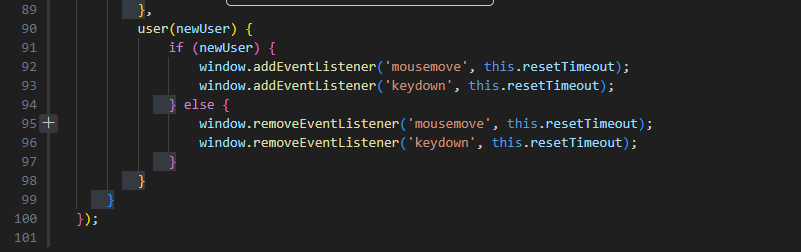 89 },
90 user(newUser) {
91 if (newUser) {
92 window.addEventListener('mousemove', this.resetTimeout);
93 window.addEventListener('keydown', this.resetTimeout);
94 } else {
95 window.removeEventListener('mousemove', this.resetTimeout);
96 window.removeEventListener('keydown', this.resetTimeout);
97 }
98 }
99 }
100 });
101